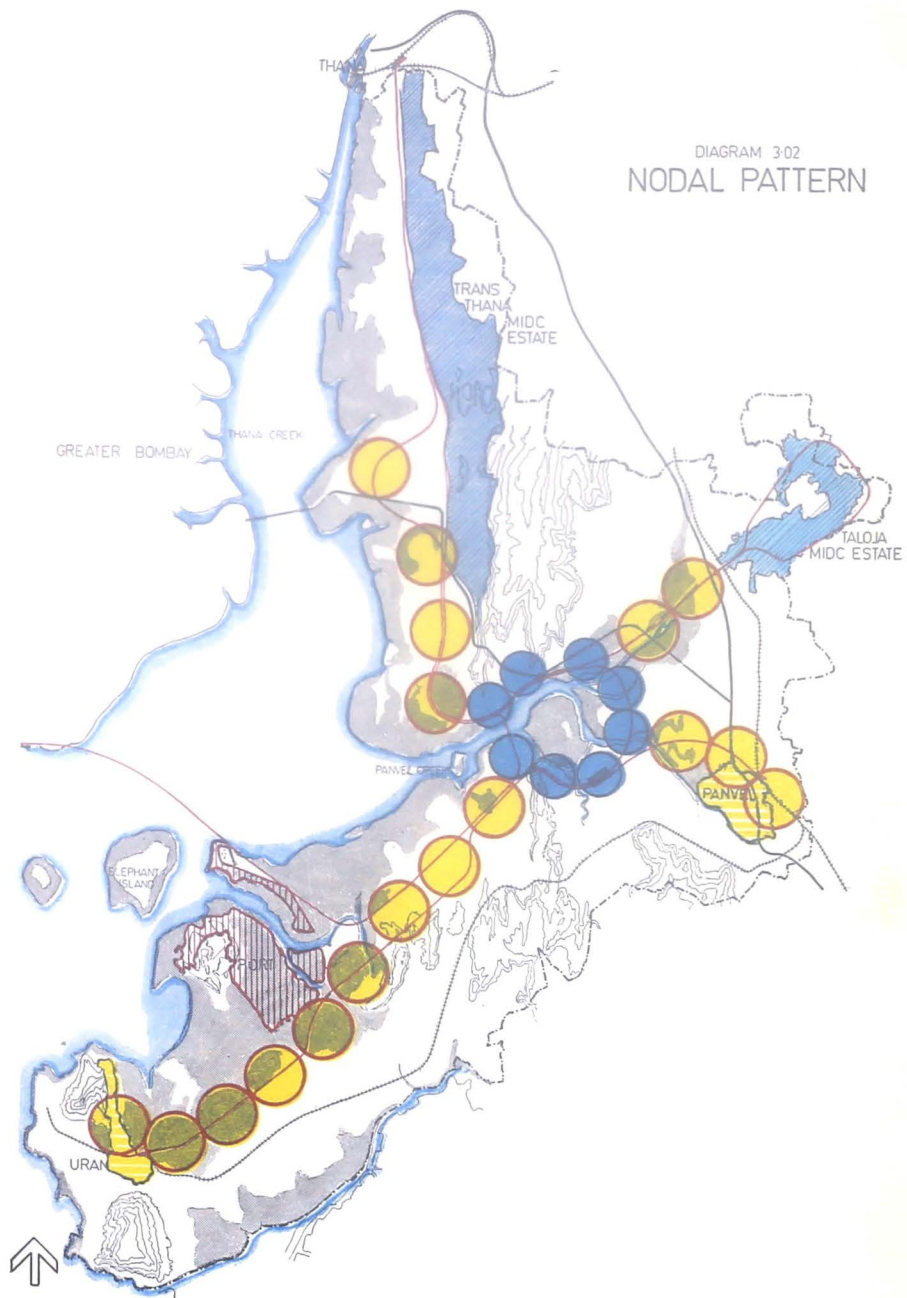 THANA
DIAGRAM 3·02
NODAL PATTERN
TRANS
THANA
MIDC
ESTATE
THANA CREEK
GREATER BOMBAY
TALOJA
MIDC ESTATE
PANVEL
PANVEL
ELEPHANTA
ISLAND
PORT
URAN